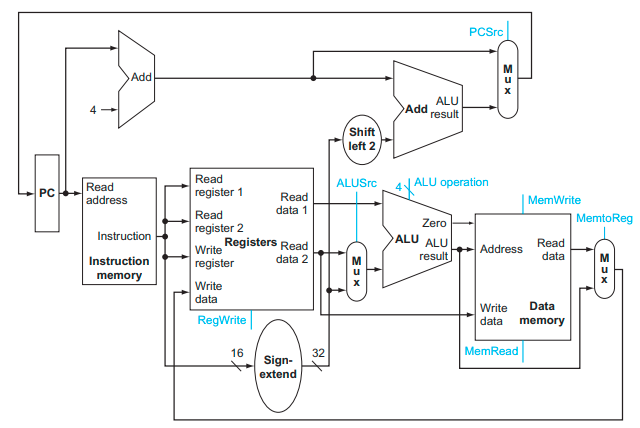 PCSrc
M
u
x
Add
4
Add
ALU
result
Shift
left 2
PC
Read
address
Instruction
Instruction
memory
Read
register 1
Read
register 2
Write
register
Write
data
Registers
Read
data 1
Read
data 2
RegWrite
ALUSrc
M
u
x
4
ALU operation
Zero
ALU
ALU
result
MemWrite
Address
Read
data
Write
data
Data
memory
MemRead
MemtoReg
M
u
x
16
Sign-
extend
32